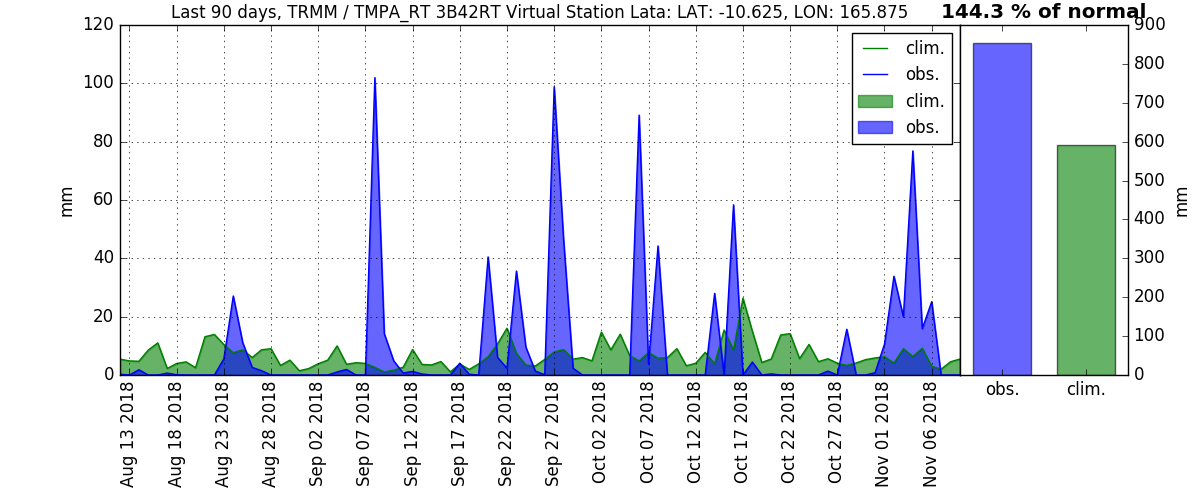 Last 90 days, TRMM / TMPA_RT 3B42RT Virtual Station Lata: LAT: -10.625, LON: 165.875
144.3 % of normal
120
100
80
60
40
20
0
mm
clim.
obs.
clim.
obs.
900
800
700
600
500
400
300
200
100
0
mm
Aug 13 2018
Aug 18 2018
Aug 23 2018
Aug 28 2018
Sep 02 2018
Sep 07 2018
Sep 12 2018
Sep 17 2018
Sep 22 2018
Sep 27 2018
Oct 02 2018
Oct 07 2018
Oct 12 2018
Oct 17 2018
Oct 22 2018
Oct 27 2018
Nov 01 2018
Nov 06 2018
obs.
clim.